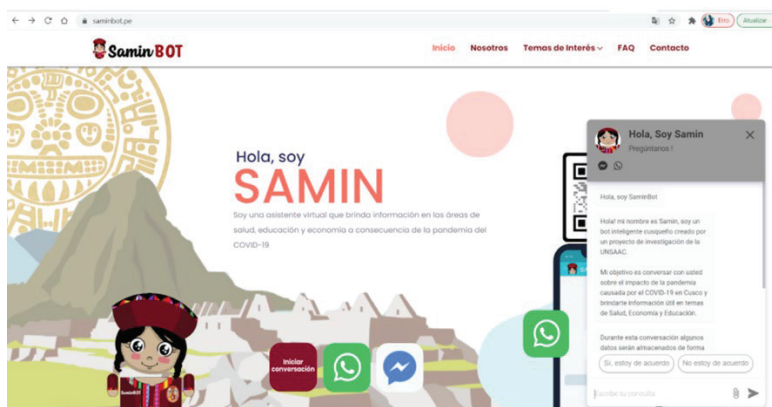 saminbot.pe
Erro
Atualizar
Samin BOT
Inicio Nosotros Temas de Interés FAQ Contacto
Hola, soy
SAMIN
Soy una asistente virtual que brinda información en las áreas de
salud, educación y economía a consecuencia de la pandemia del
COVID-19
Iniciar
conversación
SaminBOT
Hola, Soy Samin
Pregúntanos !
Hola, soy SaminBot
Hola! mi nombre es Samin, soy un
bot inteligente cusqueño creado por
un proyecto de investigación de la
UNSAAC.
Mi objetivo es conversar con usted
sobre el impacto de la pandemia
causada por el COVID-19 en Cusco y
brindarte información útil en temas
de Salud, Economía y Educación.
Durante esta conversación algunos
datos serán almacenados de forma
Si, estoy de acuerdo No estoy de acuerdo
Escribe tu consulta